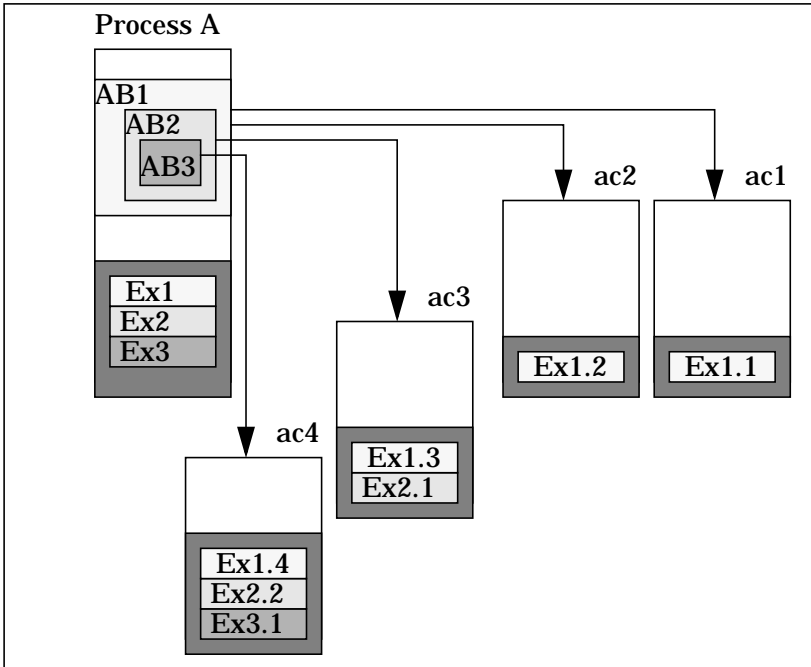 Process A
AB1
AB2
AB3
ac2
ac1
Ex1
Ex2
Ex3
ac3
Ex1.2
Ex1.1
ac4
Ex1.3
Ex2.1
Ex1.4
Ex2.2
Ex3.1